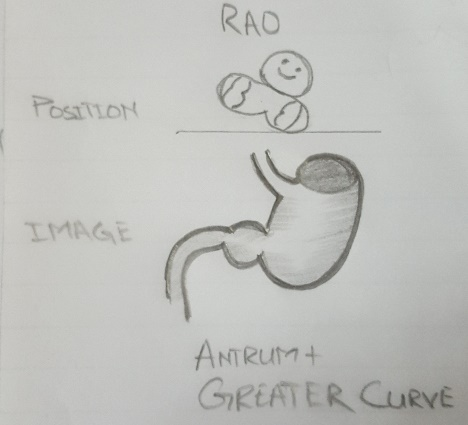 RAO
POSITION
IMAGE
ANTRUM +
GREATER CURVE